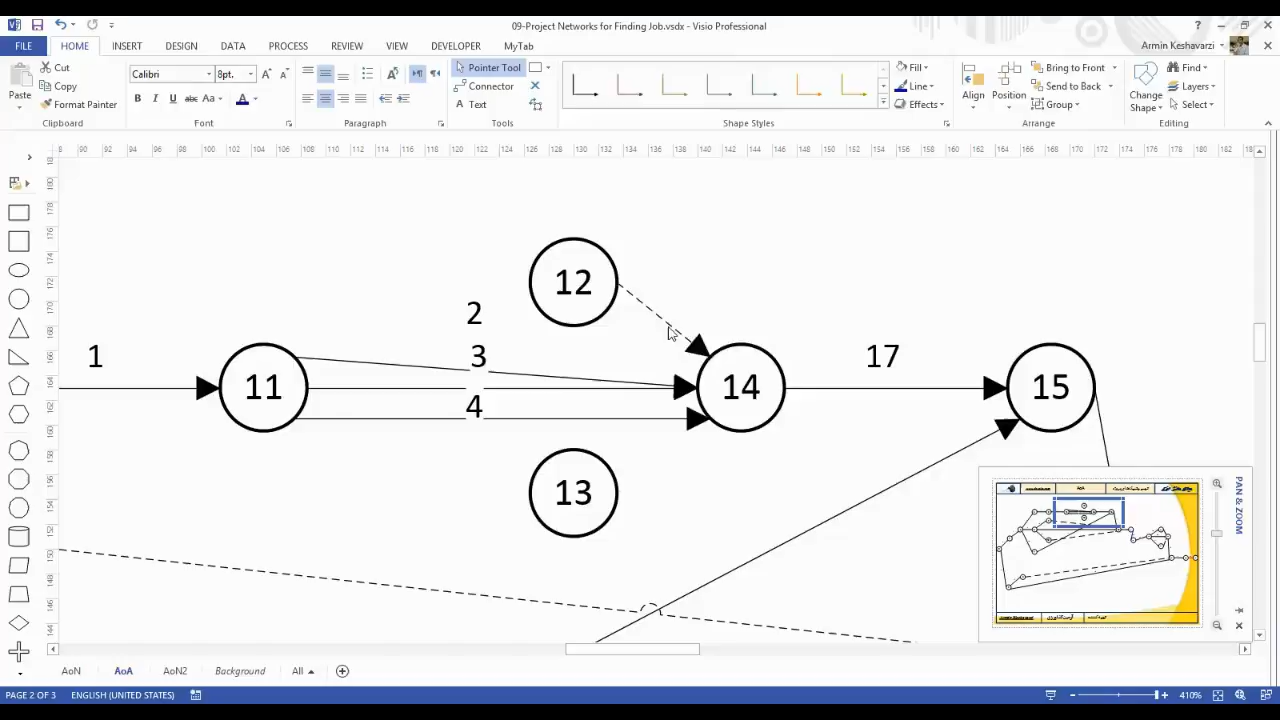 09-Project Networks for Finding Job.vsdx - Visio Professional
FILE HOME INSERT DESIGN DATA PROCESS REVIEW VIEW DEVELOPER MyTab
Armin Keshavarzi
Paste
Cut
Copy
Format Painter
Clipboard
Calibri 8pt.
Font
Paragraph
Pointer Tool
Connector
Text
Tools
Shape Styles
Fill
Line
Effects
Align
Position
Bring to Front
Send to Back
Group
Arrange
Change Shape
Find
Layers
Select
Editing
12
2
1
3
17
11
14
15
4
13
PAN & ZOOM
AoN AoA AoN2 Background All
PAGE 2 OF 3 ENGLISH (UNITED STATES) 410%